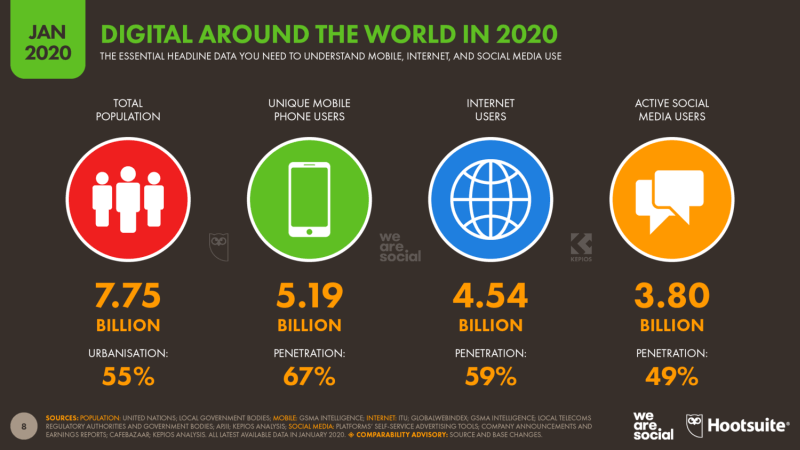 JAN
2020
DIGITAL AROUND THE WORLD IN 2020
THE ESSENTIAL HEADLINE DATA YOU NEED TO UNDERSTAND MOBILE, INTERNET, AND SOCIAL MEDIA USE
TOTAL
POPULATION
UNIQUE MOBILE
PHONE USERS
INTERNET
USERS
ACTIVE SOCIAL
MEDIA USERS
we
are
social
KEPIOS
7.75
BILLION
URBANISATION:
55%
5.19
BILLION
PENETRATION:
67%
4.54
BILLION
PENETRATION:
59%
3.80
BILLION
PENETRATION:
49%
8
SOURCES: POPULATION: UNITED NATIONS; LOCAL GOVERNMENT BODIES; MOBILE: GSMA INTELLIGENCE; INTERNET: ITU; GLOBALWEBINDEX; GSMA INTELLIGENCE; LOCAL TELECOMS
REGULATORY AUTHORITIES AND GOVERNMENT BODIES; APJII; KEPIOS ANALYSIS; SOCIAL MEDIA: PLATFORMS' SELF-SERVICE ADVERTISING TOOLS; COMPANY ANNOUNCEMENTS AND
EARNINGS REPORTS; CAFEBAZAAR; KEPIOS ANALYSIS. ALL LATEST AVAILABLE DATA IN JANUARY 2020. COMPARABILITY ADVISORY: SOURCE AND BASE CHANGES.
we
are
social
Hootsuite®